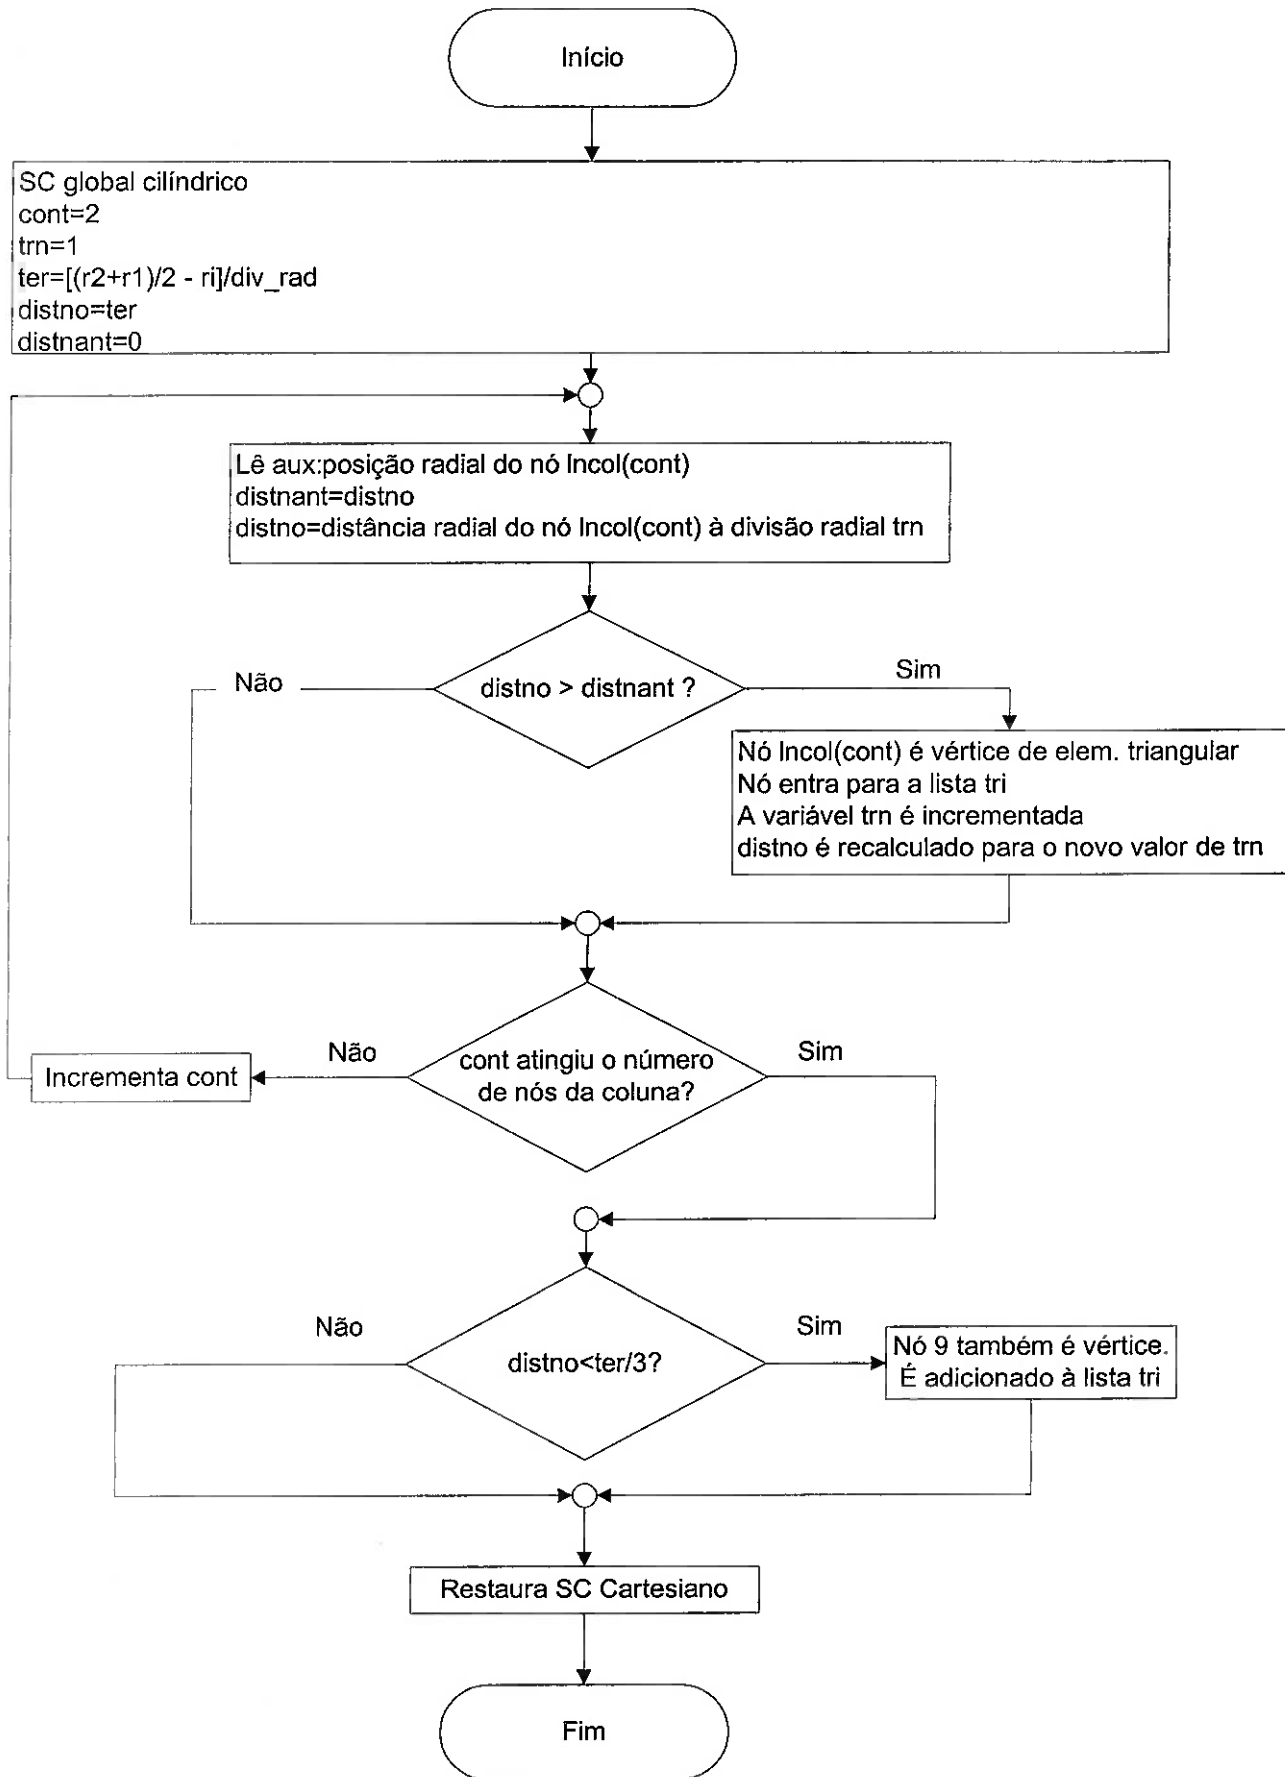 Início
SC global cilíndrico
cont=2
trn=1
ter=[(r2+r1)/2 - ri]/div_rad
distno=ter
distnant=0
Lê aux:posição radial do nó lncol(cont)
distnant=distno
distno=distância radial do nó lncol(cont) à divisão radial trn
Não
distno > distnant ?
Sim
Nó lncol(cont) é vértice de elem. triangular
Nó entra para a lista tri
A variável trn é incrementada
distno é recalculado para o novo valor de trn
Incrementa cont
Não
cont atingiu o número
de nós da coluna?
Sim
Não
distno<ter/3?
Sim
Nó 9 também é vértice.
É adicionado à lista tri
Restaura SC Cartesiano
Fim